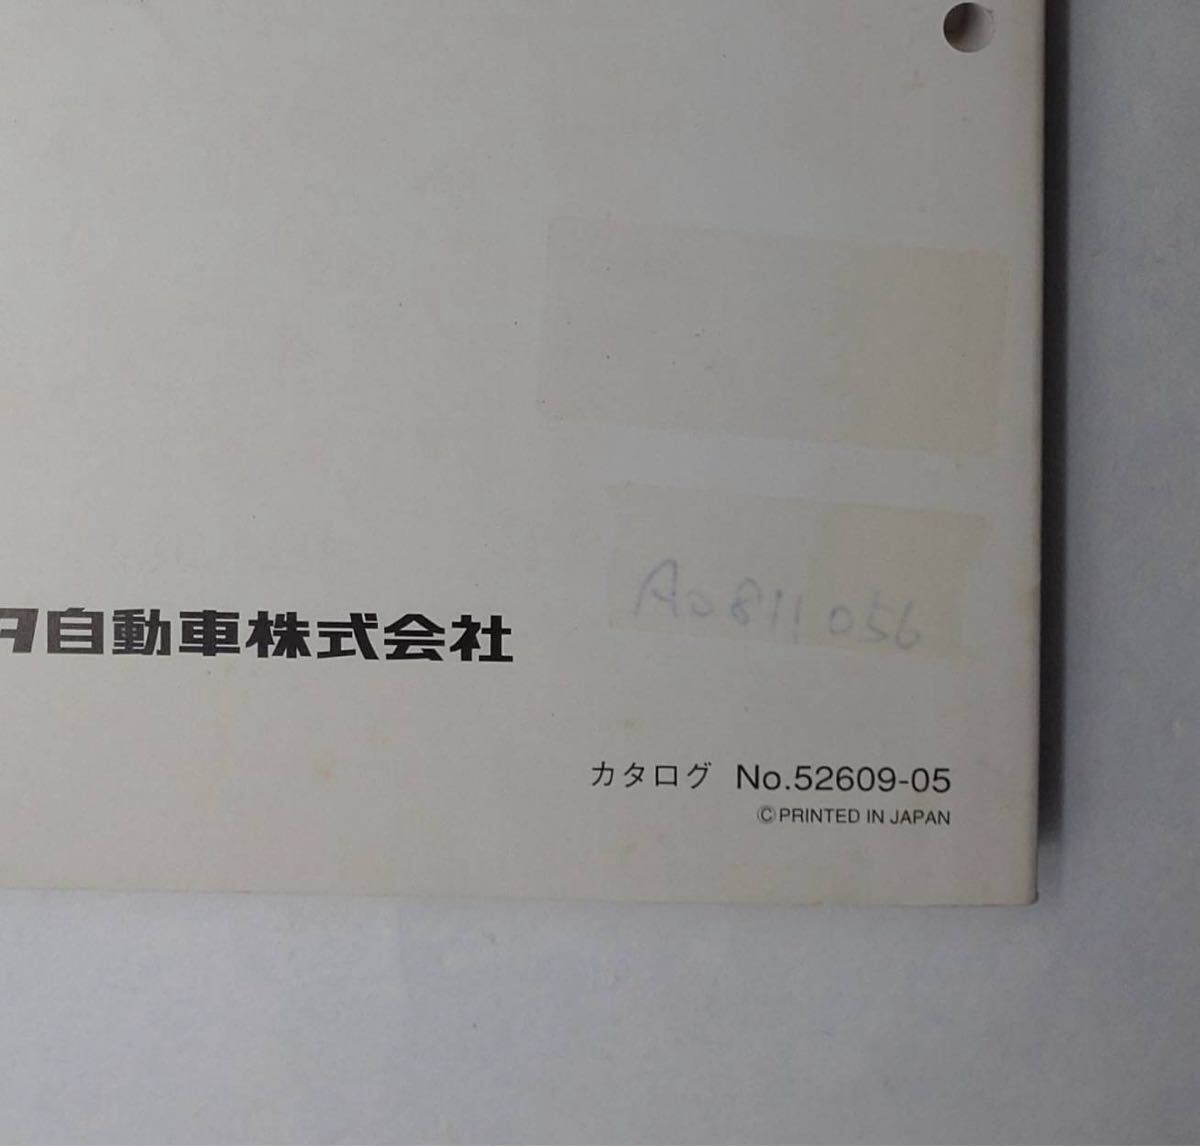 A0811056
タ自動車株式会社
カタログ No.52609-05
©PRINTED IN JAPAN